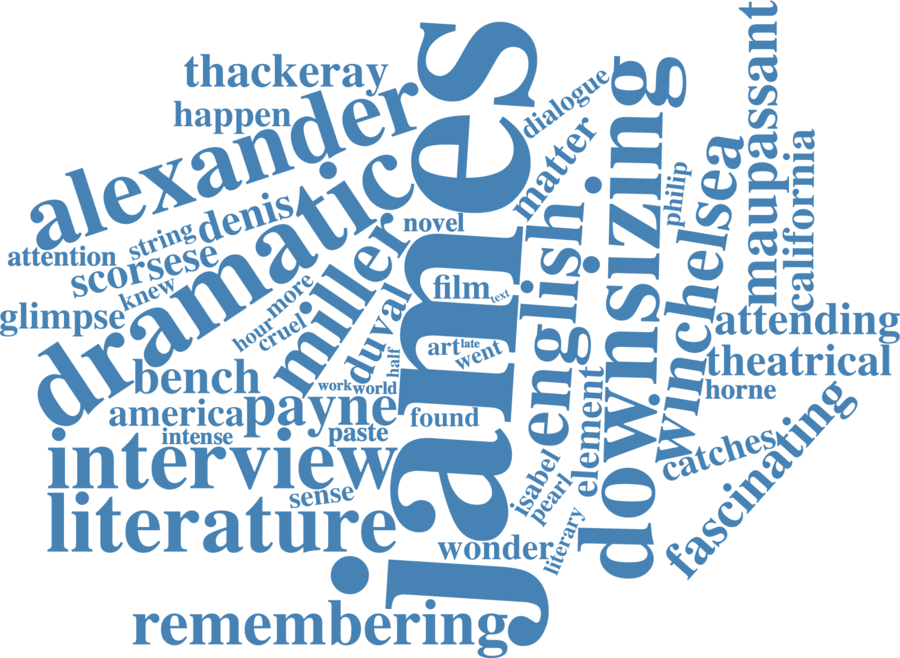 thackeray
happen
alexander
james
dialogue
downsizing
maupassant
matter
philip
california
winchelsea
dramatic
string
denis
novel
attention
scorsese
knew
glimpse
hour
more
cruel
miller
duval
film
text
english
attending
theatrical
horne
art
late
went
half
work
world
bench
america
payne
found
intense
paste
interview
sense
literature
isabel
pearl
element
literary
catches
fascinating
wonder
remembering